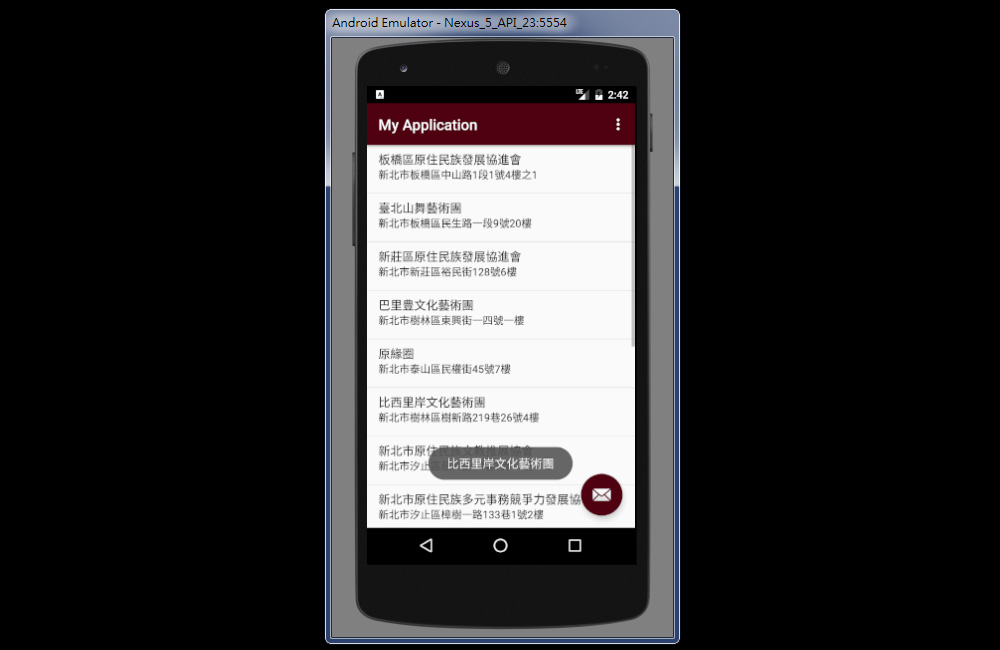 Android Emulator - Nexus_5_API_23:5554
A
LTE
2:42
My Application
板橋區原住民族發展協進會
新北市板橋區中山路1段1號4樓之1
臺北山舞藝術團
新北市板橋區民生路一段9號20樓
新莊區原住民族發展協進會
新北市新莊區裕民街128號6樓
巴里豊文化藝術團
新北市樹林區東興街一四號一樓
原緣圈
新北市泰山區民權街45號7樓
比西里岸文化藝術團
新北市樹林區樹新路219巷26號4樓
新北市原住民族文教推展協會
新北市汐止
比西里岸文化藝術團
新北市原住民族多元事務競爭力發展協
新北市汐止區樟樹一路133巷1號2樓